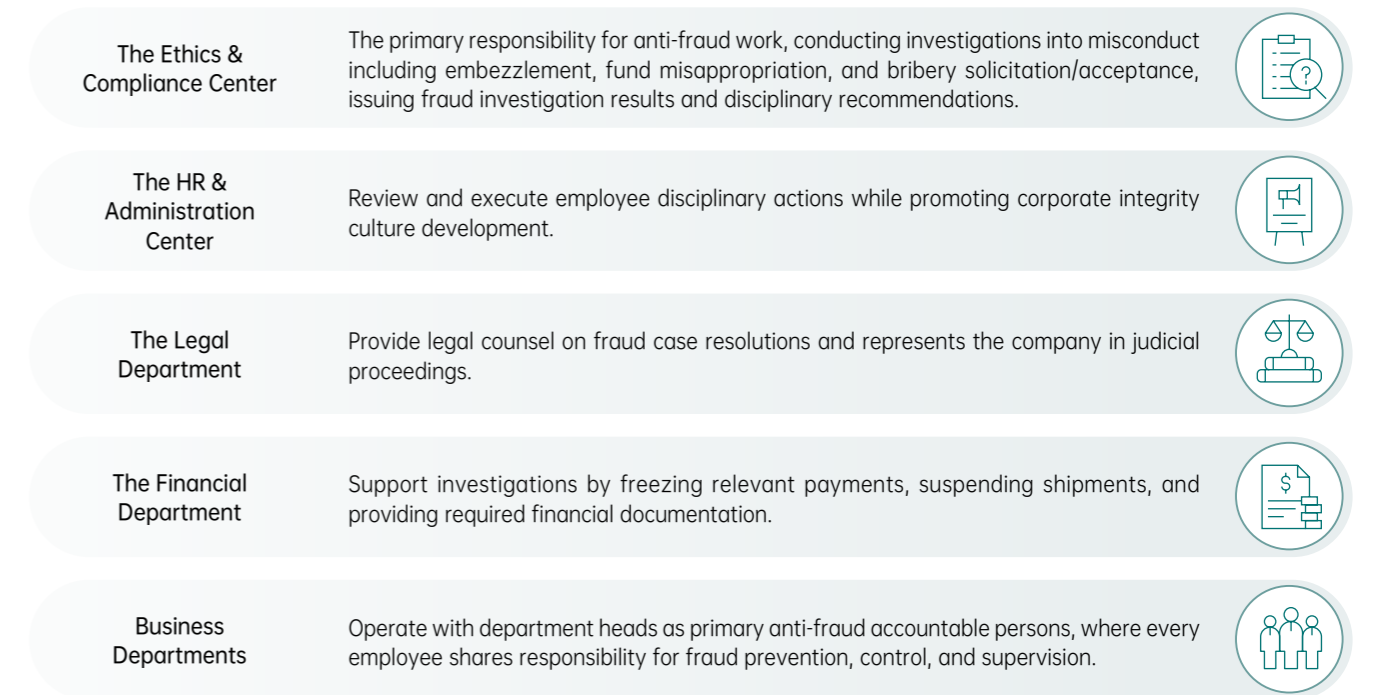 The Ethics &
Compliance Center
The primary responsibility for anti-fraud work, conducting investigations into misconduct
including embezzlement, fund misappropriation, and bribery solicitation/acceptance,
issuing fraud investigation results and disciplinary recommendations.
The HR &
Administration
Center
Review and execute employee disciplinary actions while promoting corporate integrity
culture development.
The Legal
Department
Provide legal counsel on fraud case resolutions and represents the company in judicial
proceedings.
The Financial
Department
Support investigations by freezing relevant payments, suspending shipments, and
providing required financial documentation.
Business
Departments
Operate with department heads as primary anti-fraud accountable persons, where every
employee shares responsibility for fraud prevention, control, and supervision.